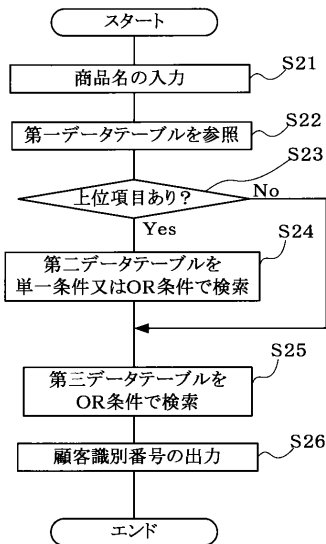 スタート
S21
商品名の入力
S22
第一データテーブルを参照
S23
上位項目あり?
No
Yes
S24
第二データテーブルを
単一条件又はOR条件で検索
S25
第三データテーブルを
OR条件で検索
S26
顧客識別番号の出力
エンド